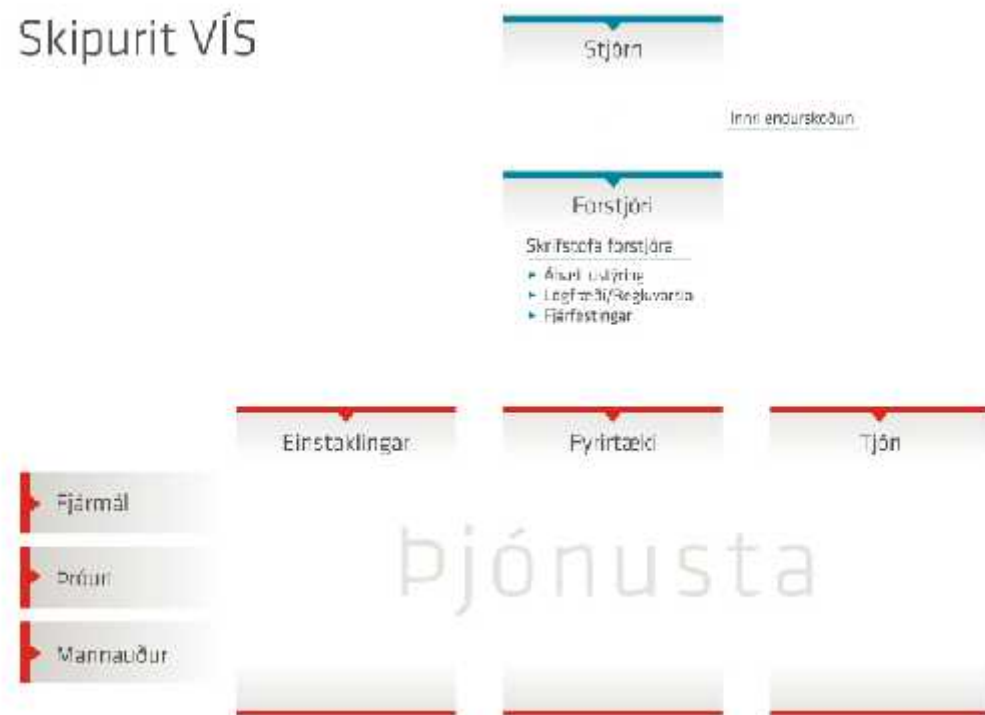 Skipurit VÍS
Stjórn
Innri endurskoðun
Forstjóri
Skrifstofa forstjóra
Áhættustýring
Lögfræði/Regluvarsla
Fjárfestingar
Einstaklingar
Fyrirtæki
Tjón
Fjármál
Þróun
Þjónusta
Mannauður